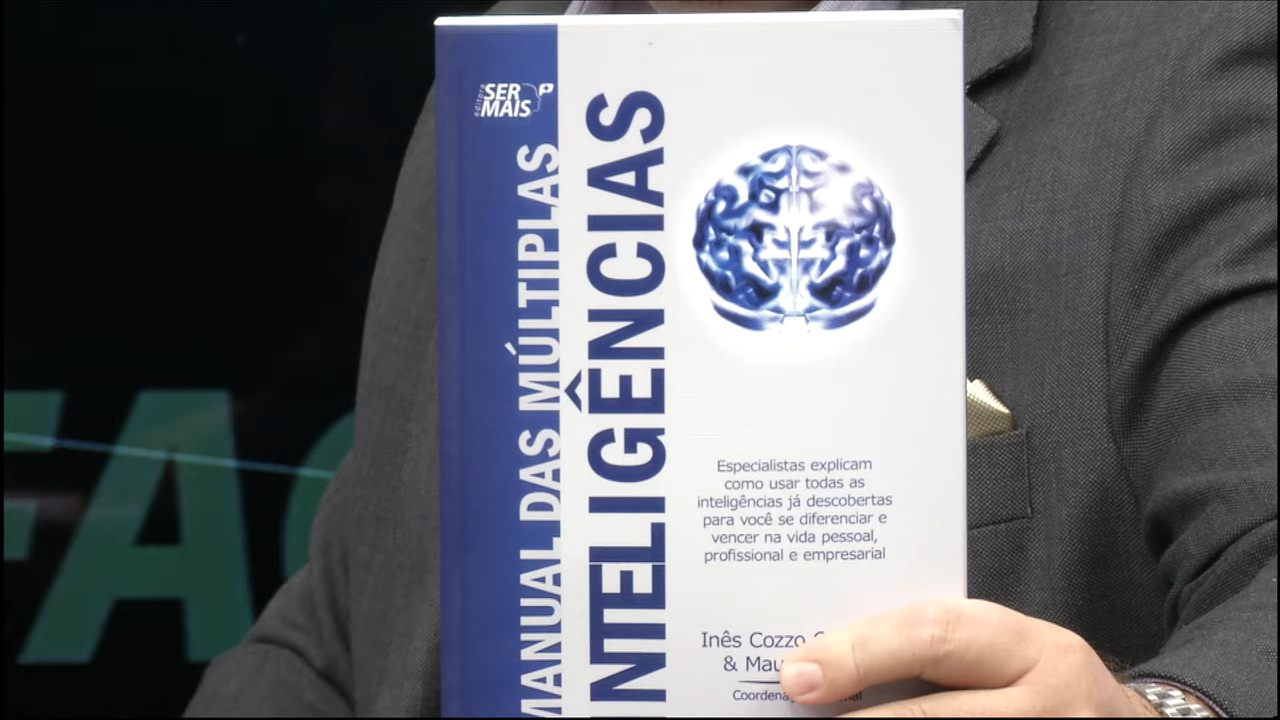 editora
SER
MAIS
MANUAL DAS MÚLTIPLAS
INTELIGÊNCIAS
Especialistas explicam
como usar todas as
inteligências já descobertas
para você se diferenciar e
vencer na vida pessoal,
profissional e empresarial
Inês Cozzo
&